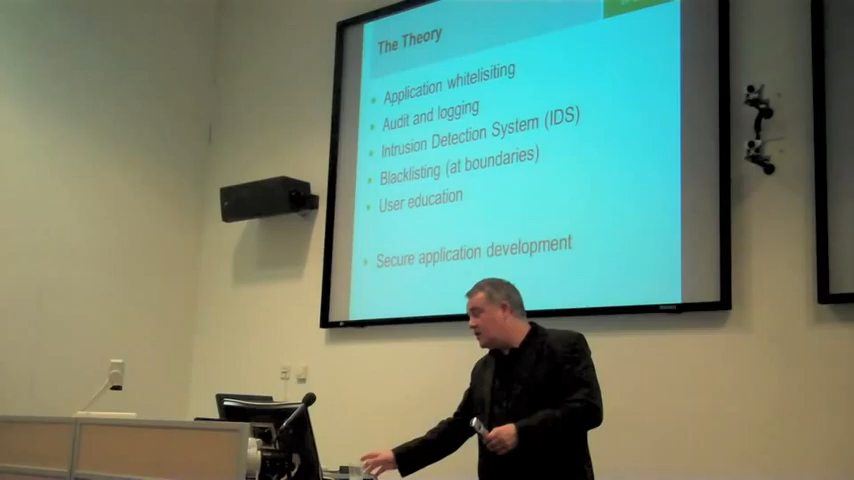 The Theory
Application whitelisiting
Audit and logging
Intrusion Detection System (IDS)
Blacklisting (at boundaries)
User education
Secure application development